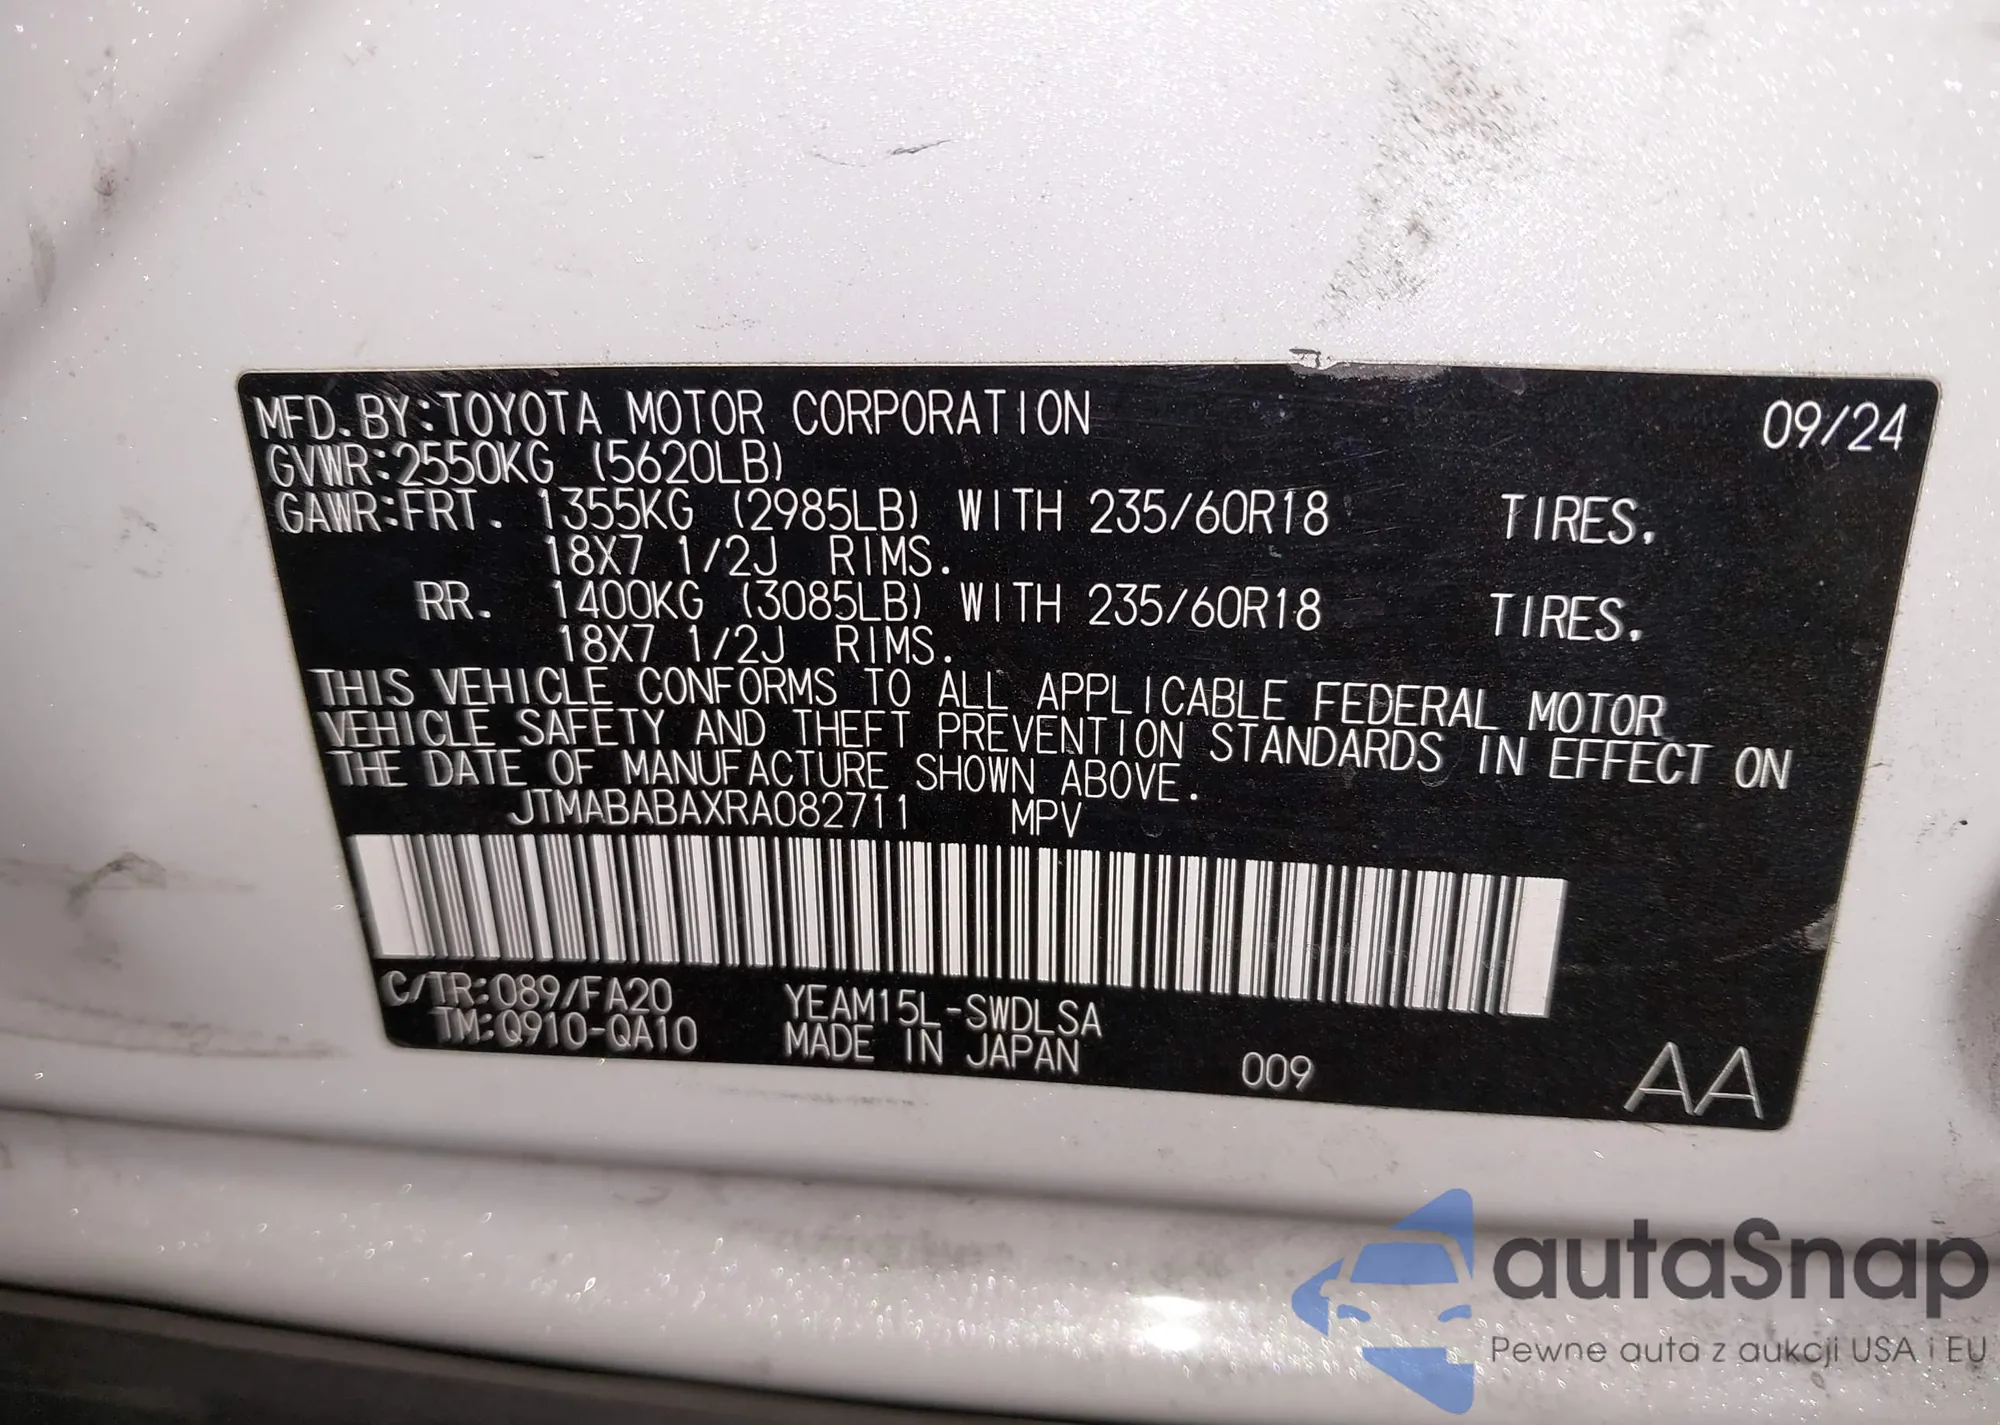 MFD. BY:TOYOTA MOTOR CORPORATION 09/24
GVWR:2550KG (5620LB)
GAWR:FRT. 1355KG (2985LB) WITH 235/60R18 TIRES,
18X7 1/2J RIMS.
RR. 1400KG (3085LB) WITH 235/60R18 TIRES,
18X7 1/2J RIMS.
THIS VEHICLE CONFORMS TO ALL APPLICABLE FEDERAL MOTOR
VEHICLE SAFETY AND THEFT PREVENTION STANDARDS IN EFFECT ON
THE DATE OF MANUFACTURE SHOWN ABOVE.
JTMABABAXRA082711 MPV
C/TR:089/FA20 YEAM15L-SWDLSA
TM:Q910-QA10 MADE IN JAPAN 009 AA
autaSnap
Pewne auta z aukcji USA i EU